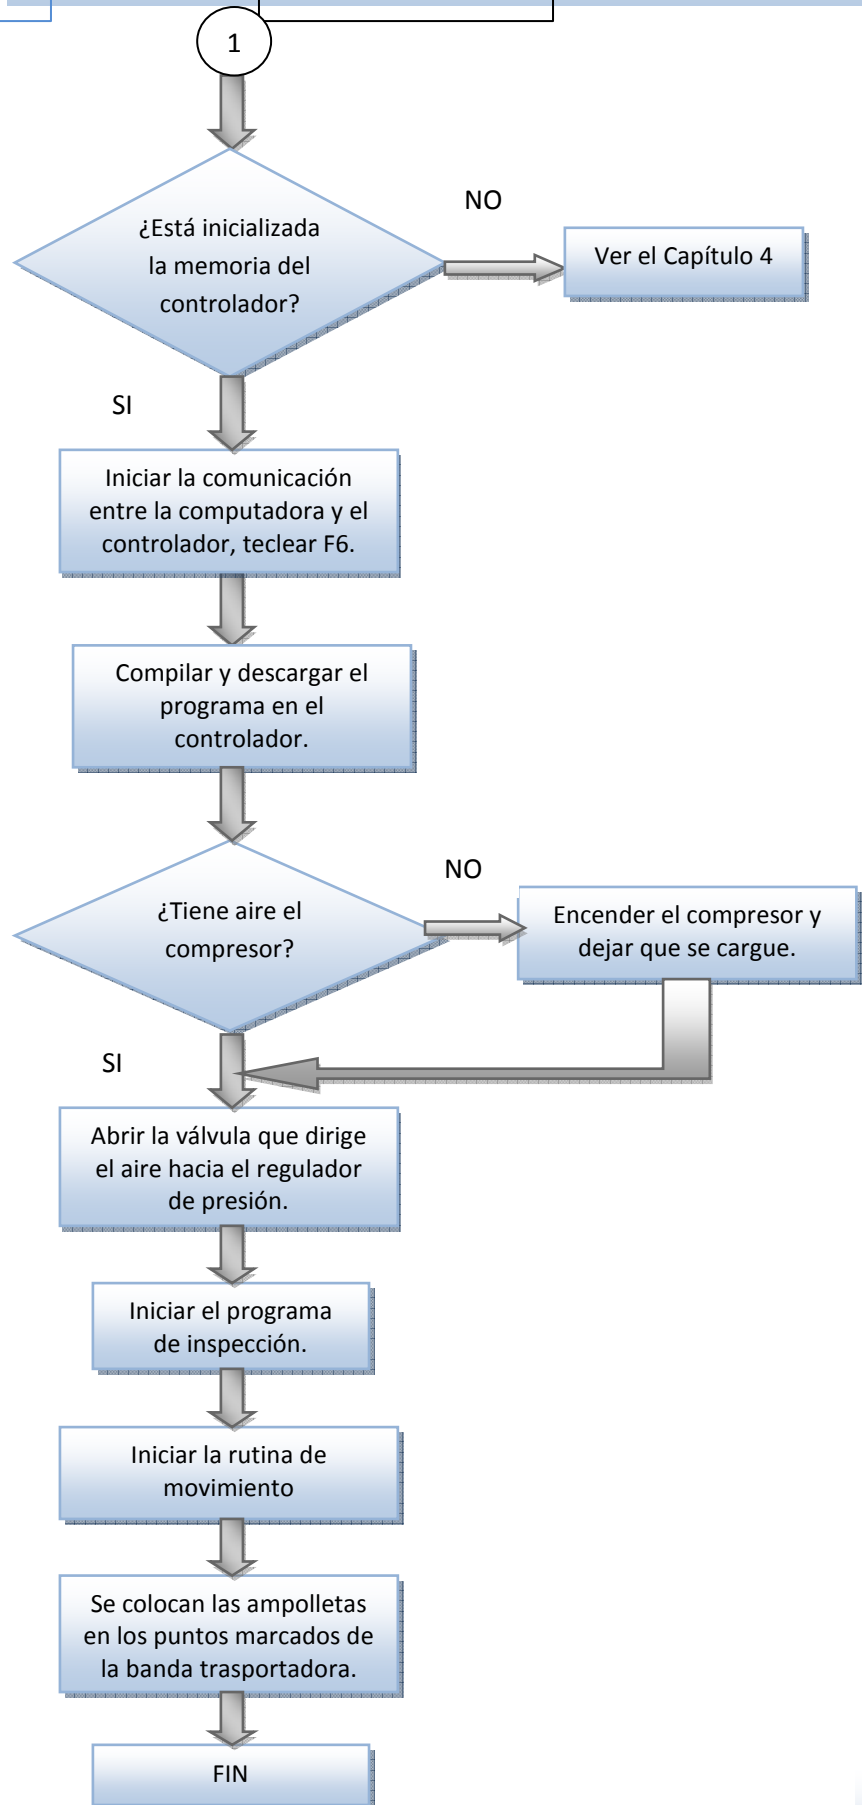 1
¿Está inicializada
la memoria del
controlador?
NO
Ver el Capítulo 4
SI
Iniciar la comunicación
entre la computadora y el
controlador, teclear F6.
Compilar y descargar el
programa en el
controlador.
¿Tiene aire el
compresor?
NO
Encender el compresor y
dejar que se cargue.
SI
Abrir la válvula que dirige
el aire hacia el regulador
de presión.
Iniciar el programa
de inspección.
Iniciar la rutina de
movimiento
Se colocan las ampolletas
en los puntos marcados de
la banda trasportadora.
FIN